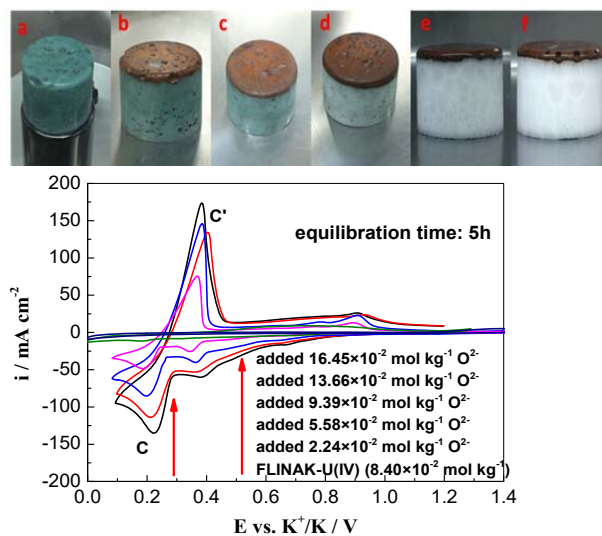 a b c d e f
200
150
100
50
0
-50
-100
-150
-200
i / mA cm⁻²
C'
C
equilibration time: 5h
added 16.45×10⁻² mol kg⁻¹ O²⁻
added 13.66×10⁻² mol kg⁻¹ O²⁻
added 9.39×10⁻² mol kg⁻¹ O²⁻
added 5.58×10⁻² mol kg⁻¹ O²⁻
added 2.24×10⁻² mol kg⁻¹ O²⁻
FLINAK-U(IV) (8.40×10⁻² mol kg⁻¹)
0.0 0.2 0.4 0.6 0.8 1.0 1.2 1.4
E vs. K⁺/K / V